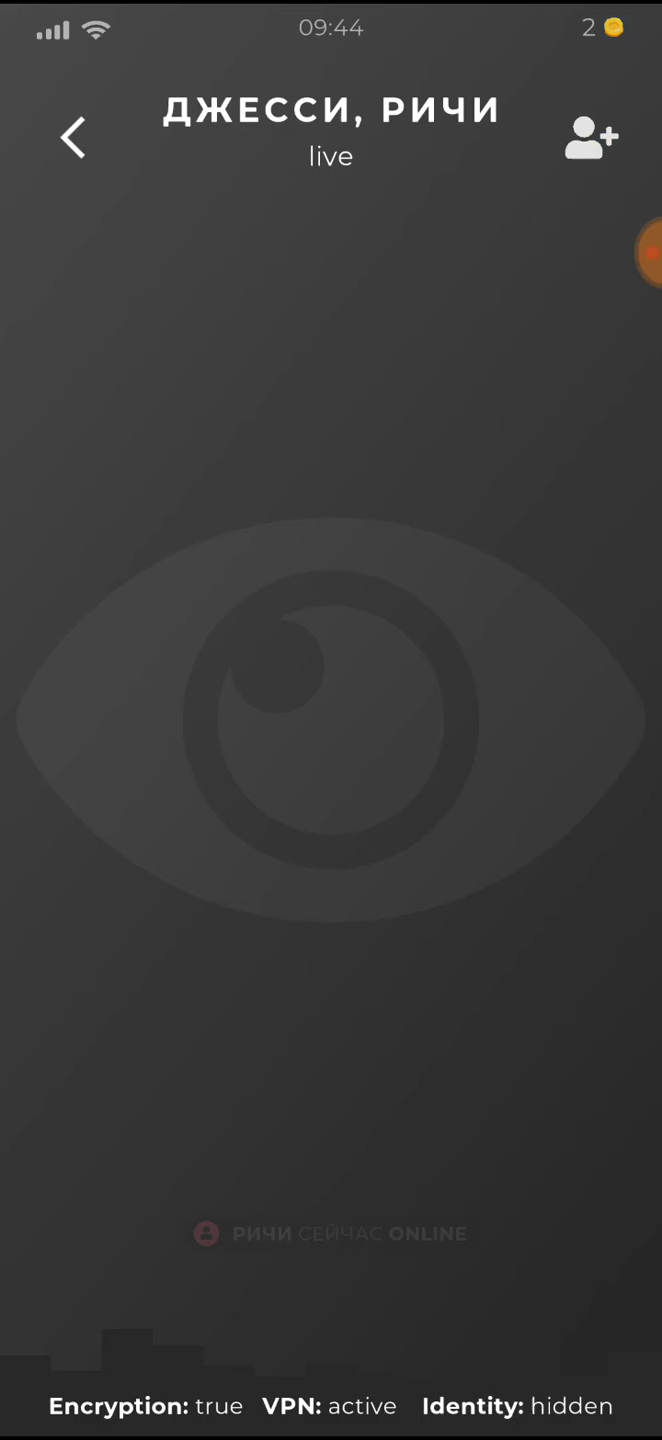 09:44
2
ДЖЕССИ, РИЧИ
live
РИЧИ СЕЙЧАС ONLINE
Encryption: true VPN: active Identity: hidden